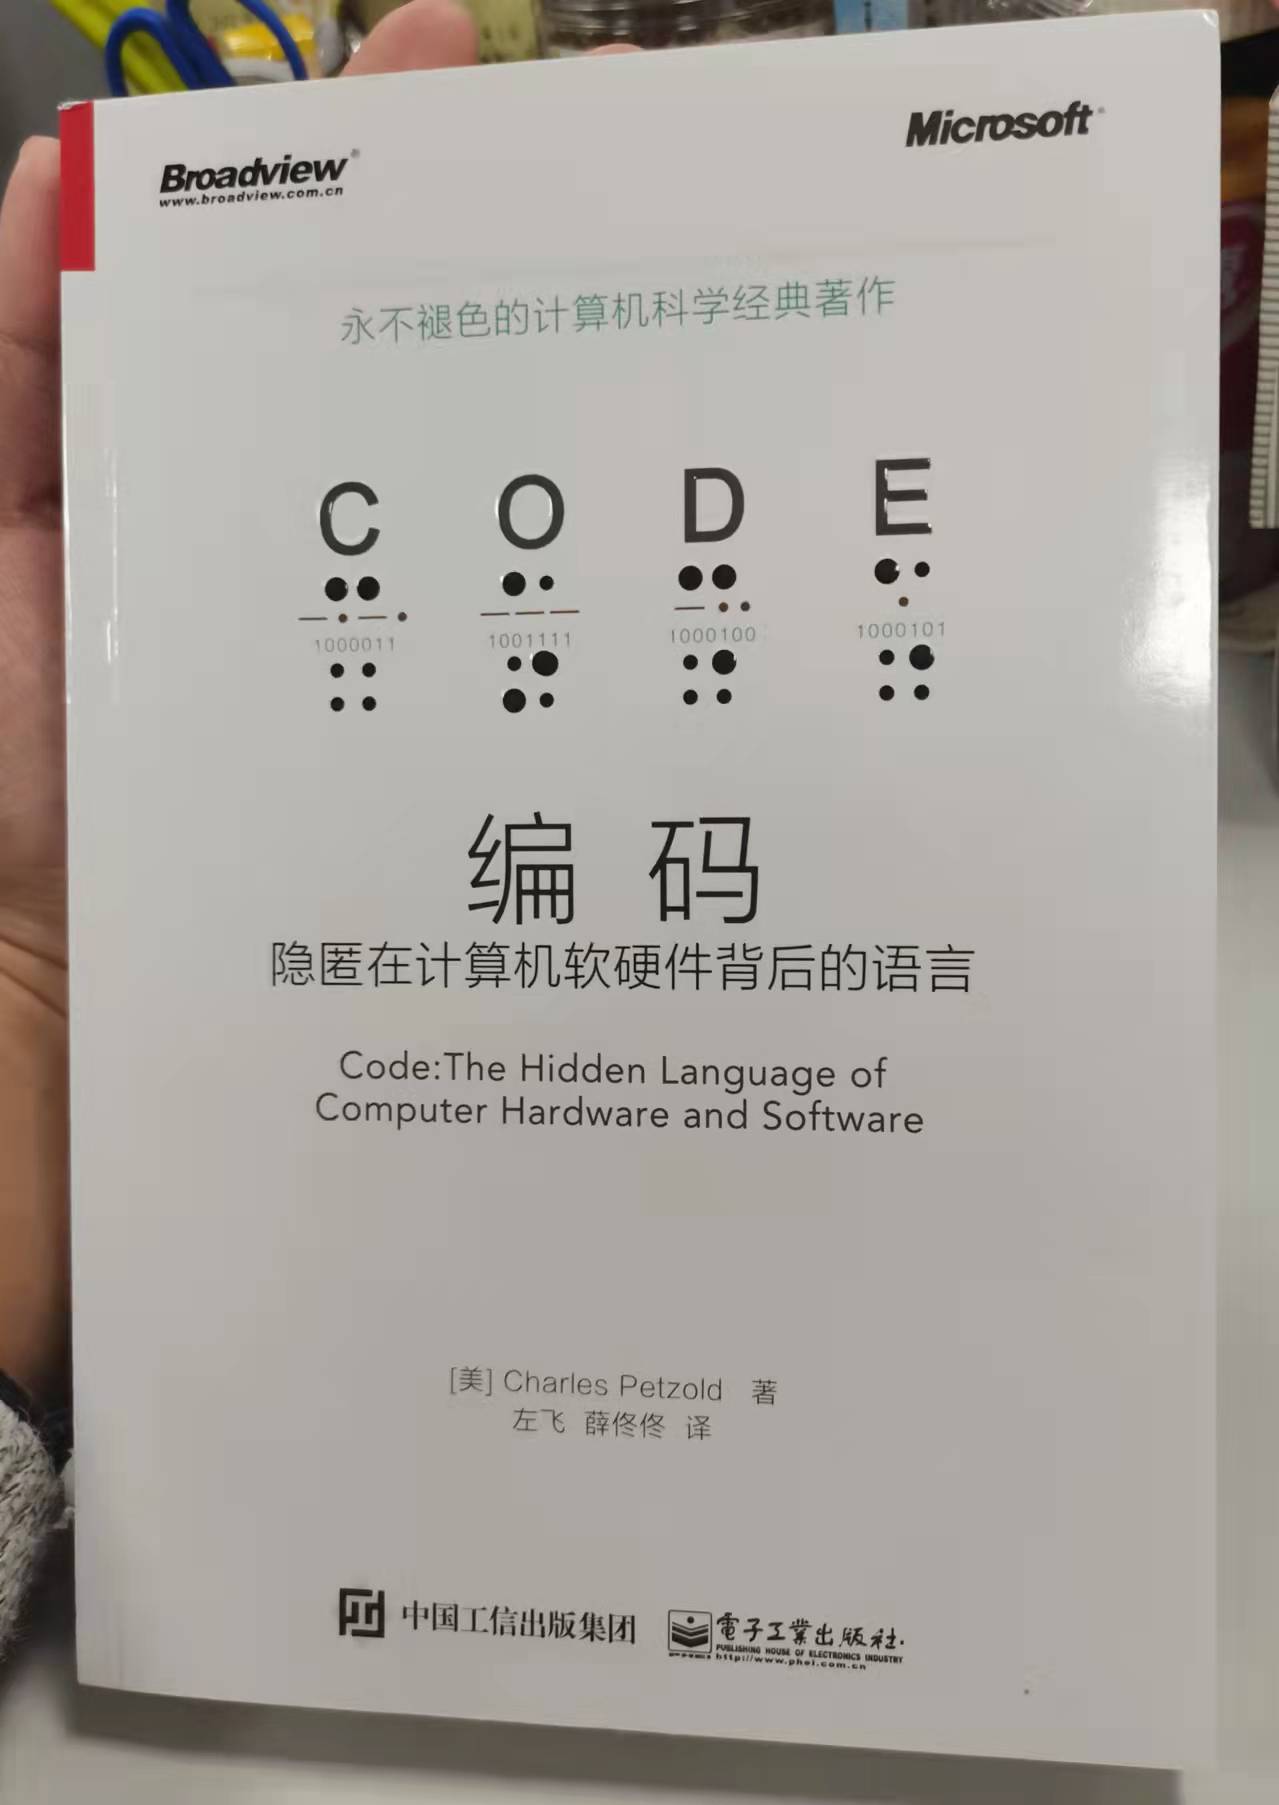 Broadview®
www.broadview.com.cn
Microsoft®
永不褪色的计算机科学经典著作
C O D E
1000011 1001111 1000100 1000101
编码
隐匿在计算机软硬件背后的语言
Code:The Hidden Language of
Computer Hardware and Software
[美] Charles Petzold 著
左飞 薛佟佟 译
中国工信出版集团
電子工業出版社.
PUBLISHING HOUSE OF ELECTRONICS INDUSTRY
http://www.phei.com.cn